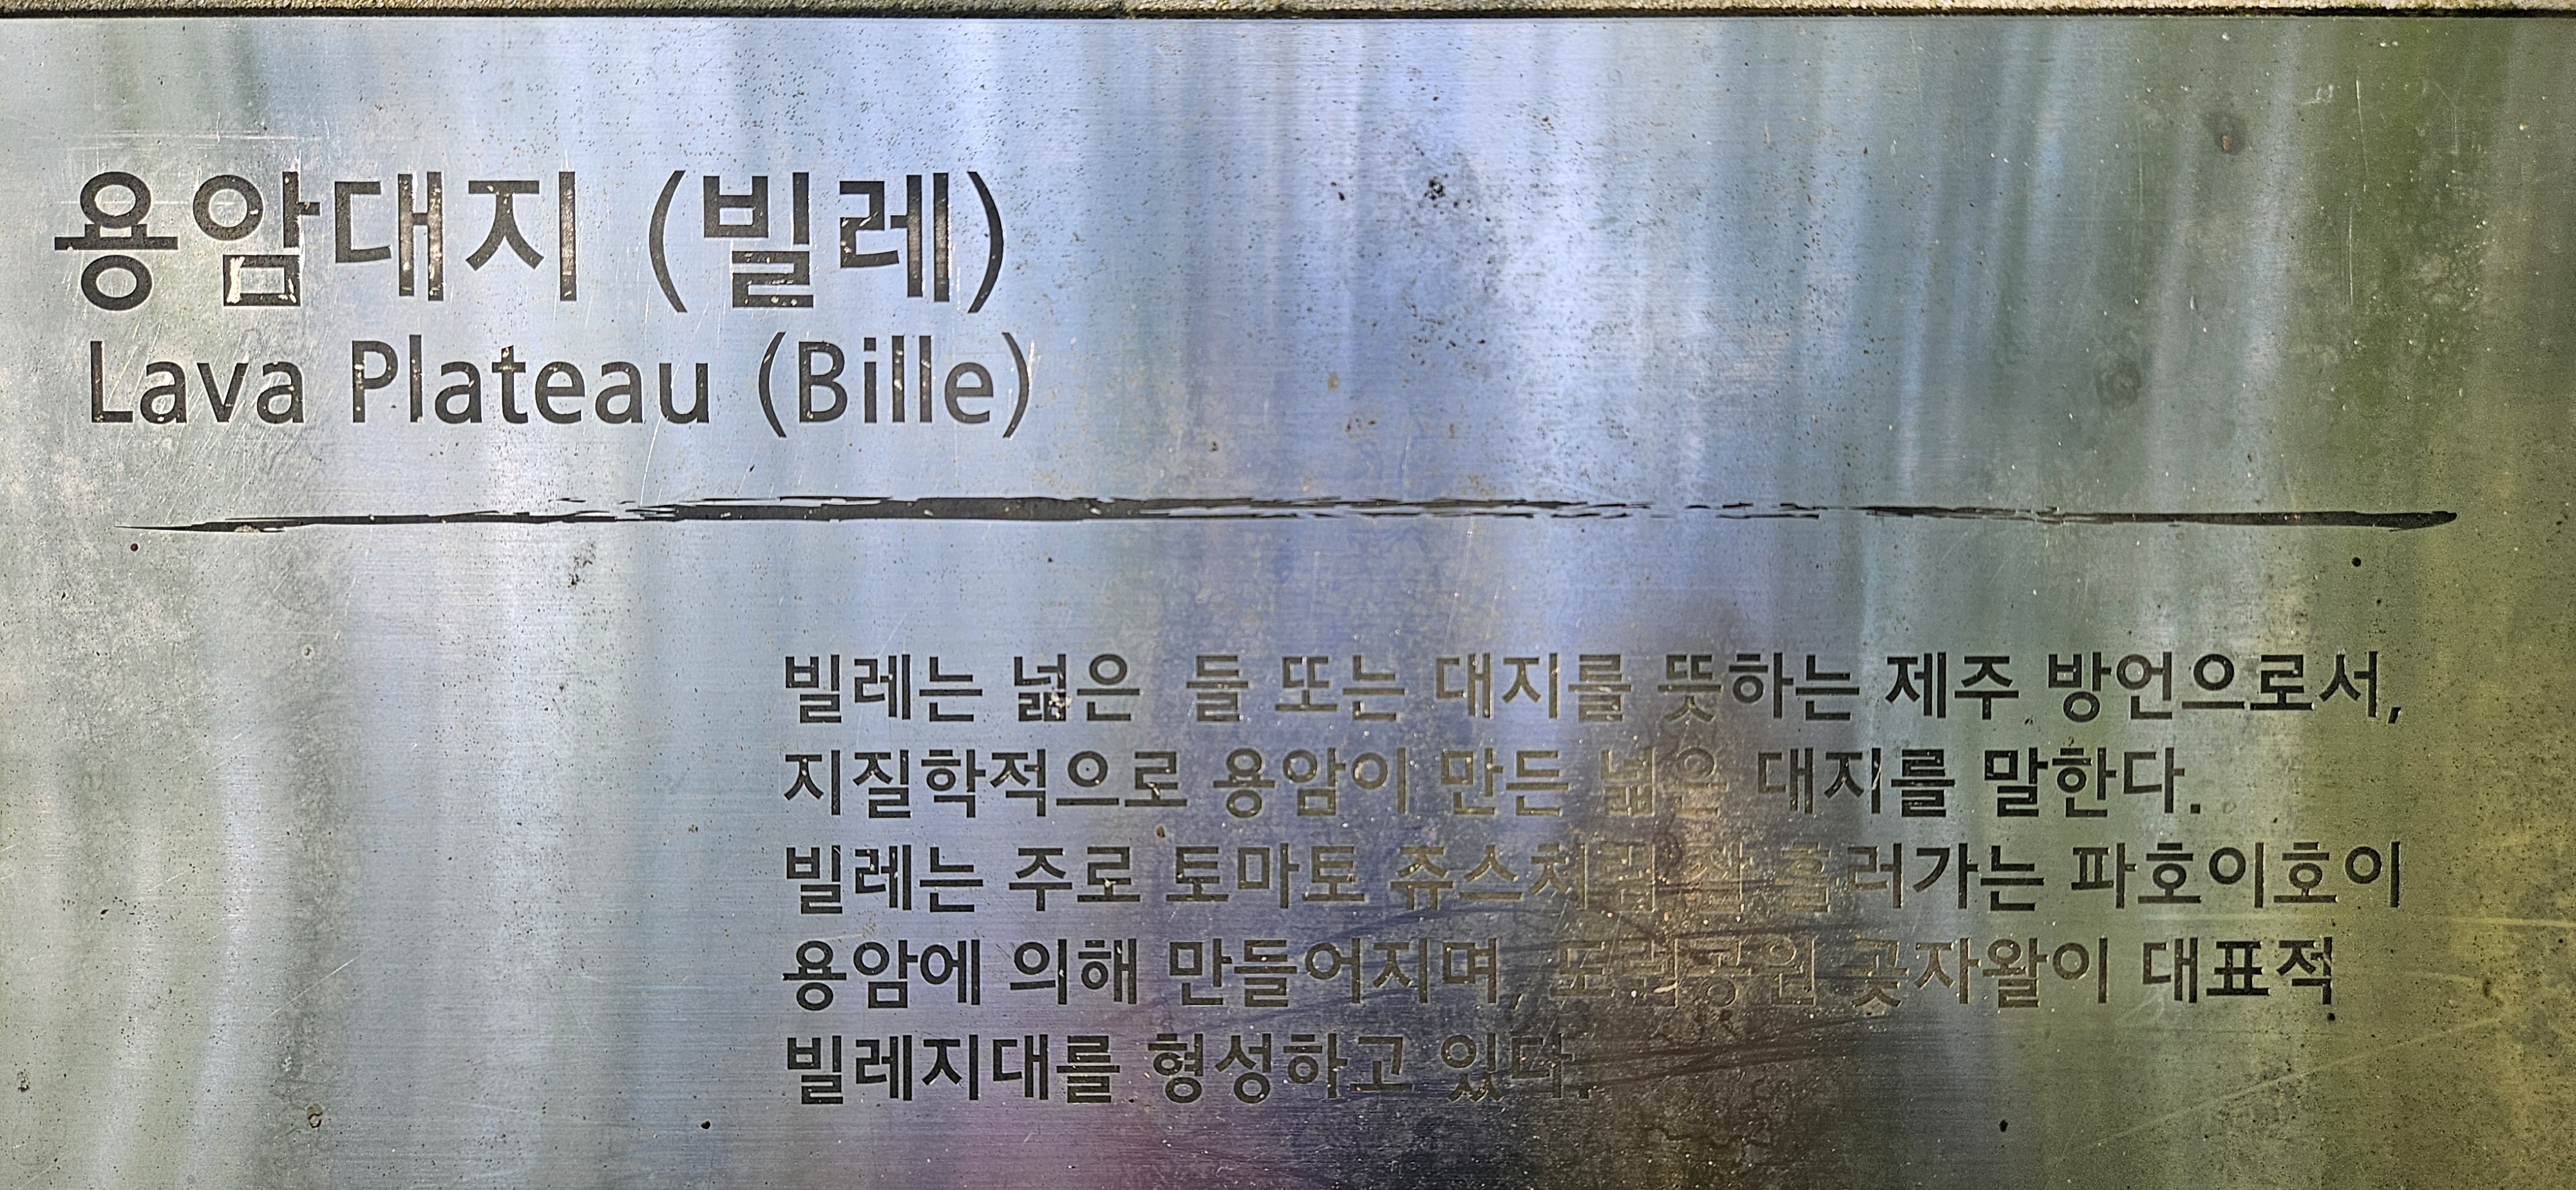 용암대지 (빌레)
Lava Plateau (Bille)
빌레는 넓은 들 또는 대지를 뜻하는 제주 방언으로서,
지질학적으로 용암이 만든 넓은 대지를 말한다.
빌레는 주로 토마토 쥬스처럼 잘 흘러가는 파호이호이
용암에 의해 만들어지며, 도립공원 곶자왈이 대표적
빌레지대를 형성하고 있다.